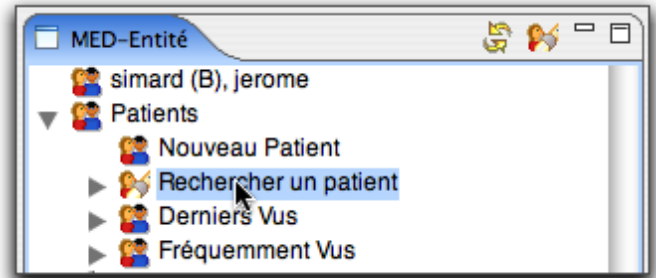 MED-Entité
simard (B), jerome
Patients
Nouveau Patient
Rechercher un patient
Derniers Vus
Fréquemment Vus